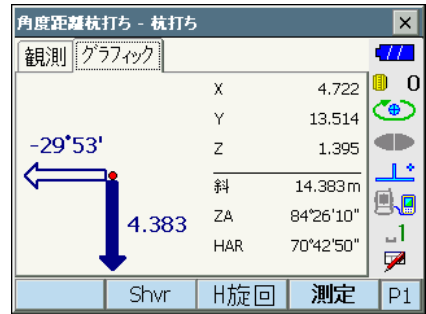 角度距離杭打ち - 杭打ち
観測 グラフィック
X 4.722
Y 13.514
Z 1.395
斜 14.383m
ZA 84°26'10"
HAR 70°42'50"
-29°53'
4.383
0
1
Shvr H旋回 測定 P1